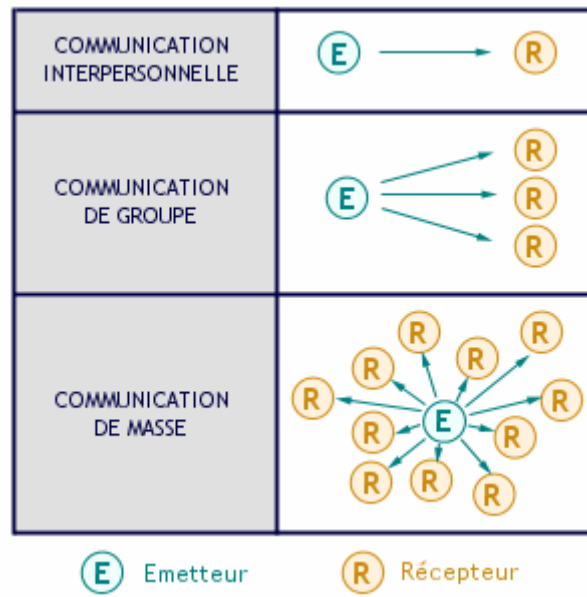 COMMUNICATION
INTERPERSONNELLE
E R
COMMUNICATION
DE GROUPE
R
E R
R
COMMUNICATION
DE MASSE
R R
R R
R R
E
R R
R R R
E Emetteur R Récepteur